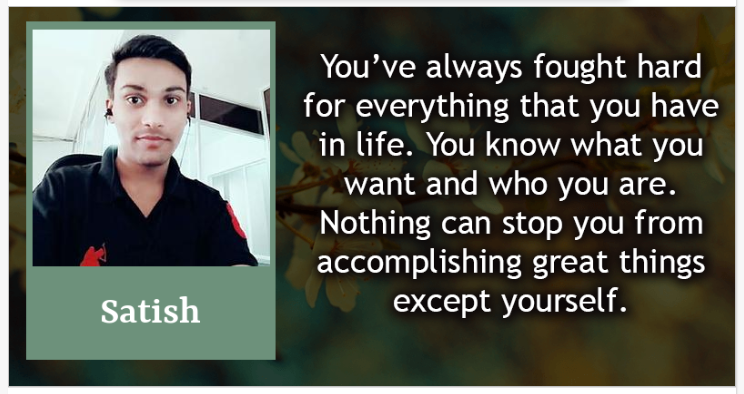 Satish
You’ve always fought hard
for everything that you have
in life. You know what you
want and who you are.
Nothing can stop you from
accomplishing great things
except yourself.